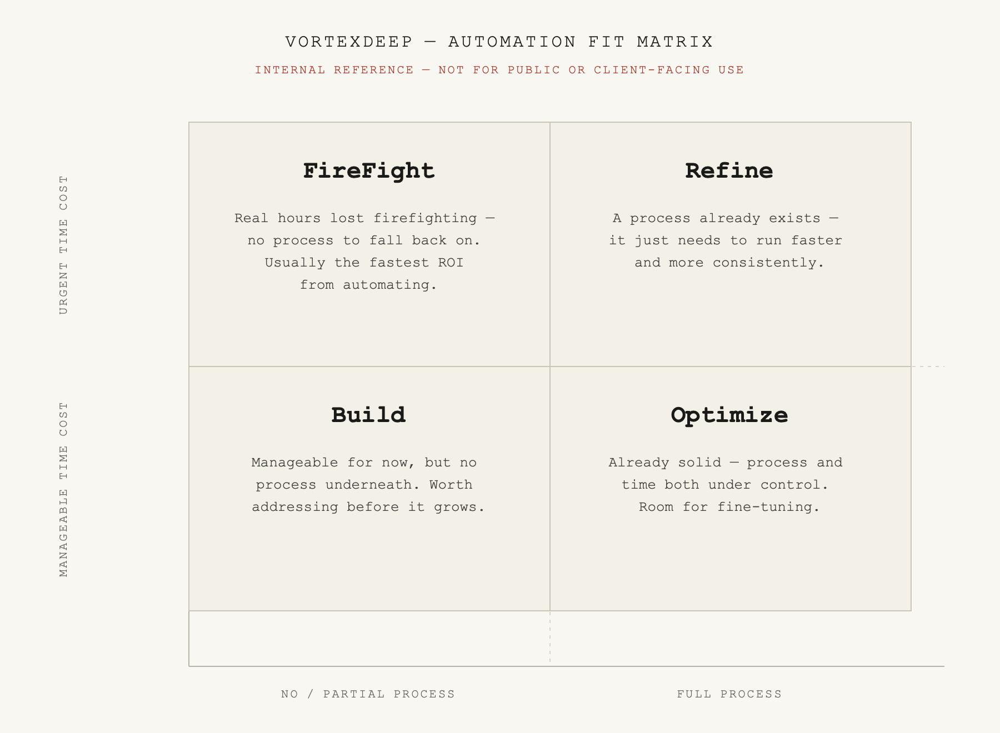 VORTEXDEEP — AUTOMATION FIT MATRIX
INTERNAL REFERENCE — NOT FOR PUBLIC OR CLIENT-FACING USE
URGENT TIME COST
FireFight
Real hours lost firefighting —
no process to fall back on.
Usually the fastest ROI
from automating.
Refine
A process already exists —
it just needs to run faster
and more consistently.
MANAGEABLE TIME COST
Build
Manageable for now, but no
process underneath. Worth
addressing before it grows.
Optimize
Already solid — process and
time both under control.
Room for fine-tuning.
NO / PARTIAL PROCESS
FULL PROCESS